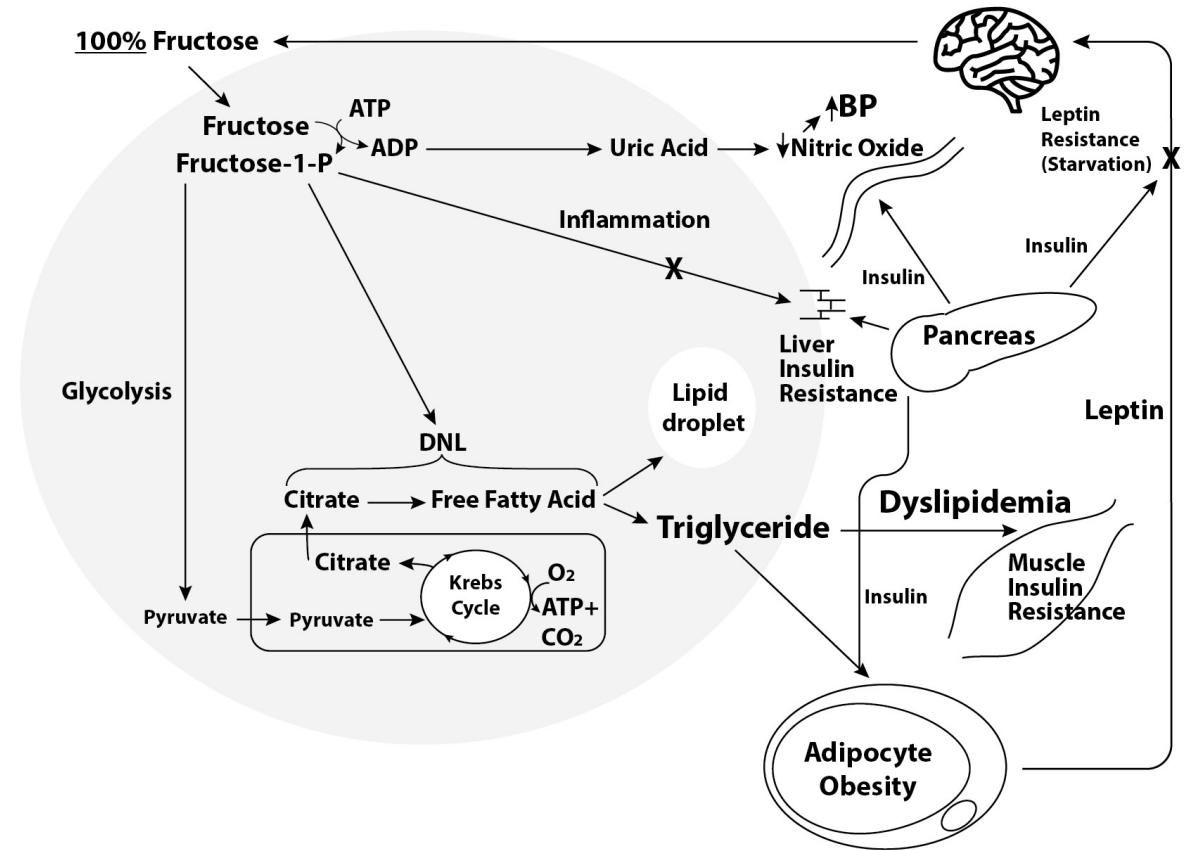 100% Fructose
Fructose
ATP
ADP
Fructose-1-P
Uric Acid
↑BP
↓Nitric Oxide
Leptin
Resistance
(Starvation)
X
Inflammation
X
Insulin
Insulin
Pancreas
Liver
Insulin
Resistance
Glycolysis
Lipid
droplet
Leptin
DNL
Citrate
Free Fatty Acid
Triglyceride
Dyslipidemia
Citrate
Krebs
Cycle
O2
ATP+
CO2
Pyruvate
Pyruvate
Insulin
Muscle
Insulin
Resistance
Adipocyte
Obesity